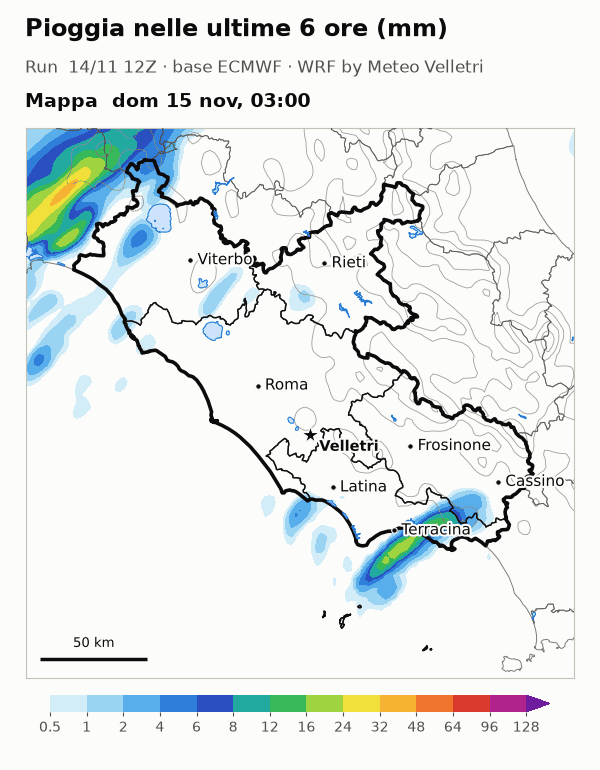 Pioggia nelle ultime 6 ore (mm)
Run  14/11 12Z · base ECMWF · WRF by Meteo Velletri
Mappa  dom 15 nov, 03:00
Viterbo
Rieti
Roma
Velletri
Frosinone
Latina
Cassino
Terracina
50 km
0.5 1 2 4 6 8 12 16 24 32 48 64 96 128